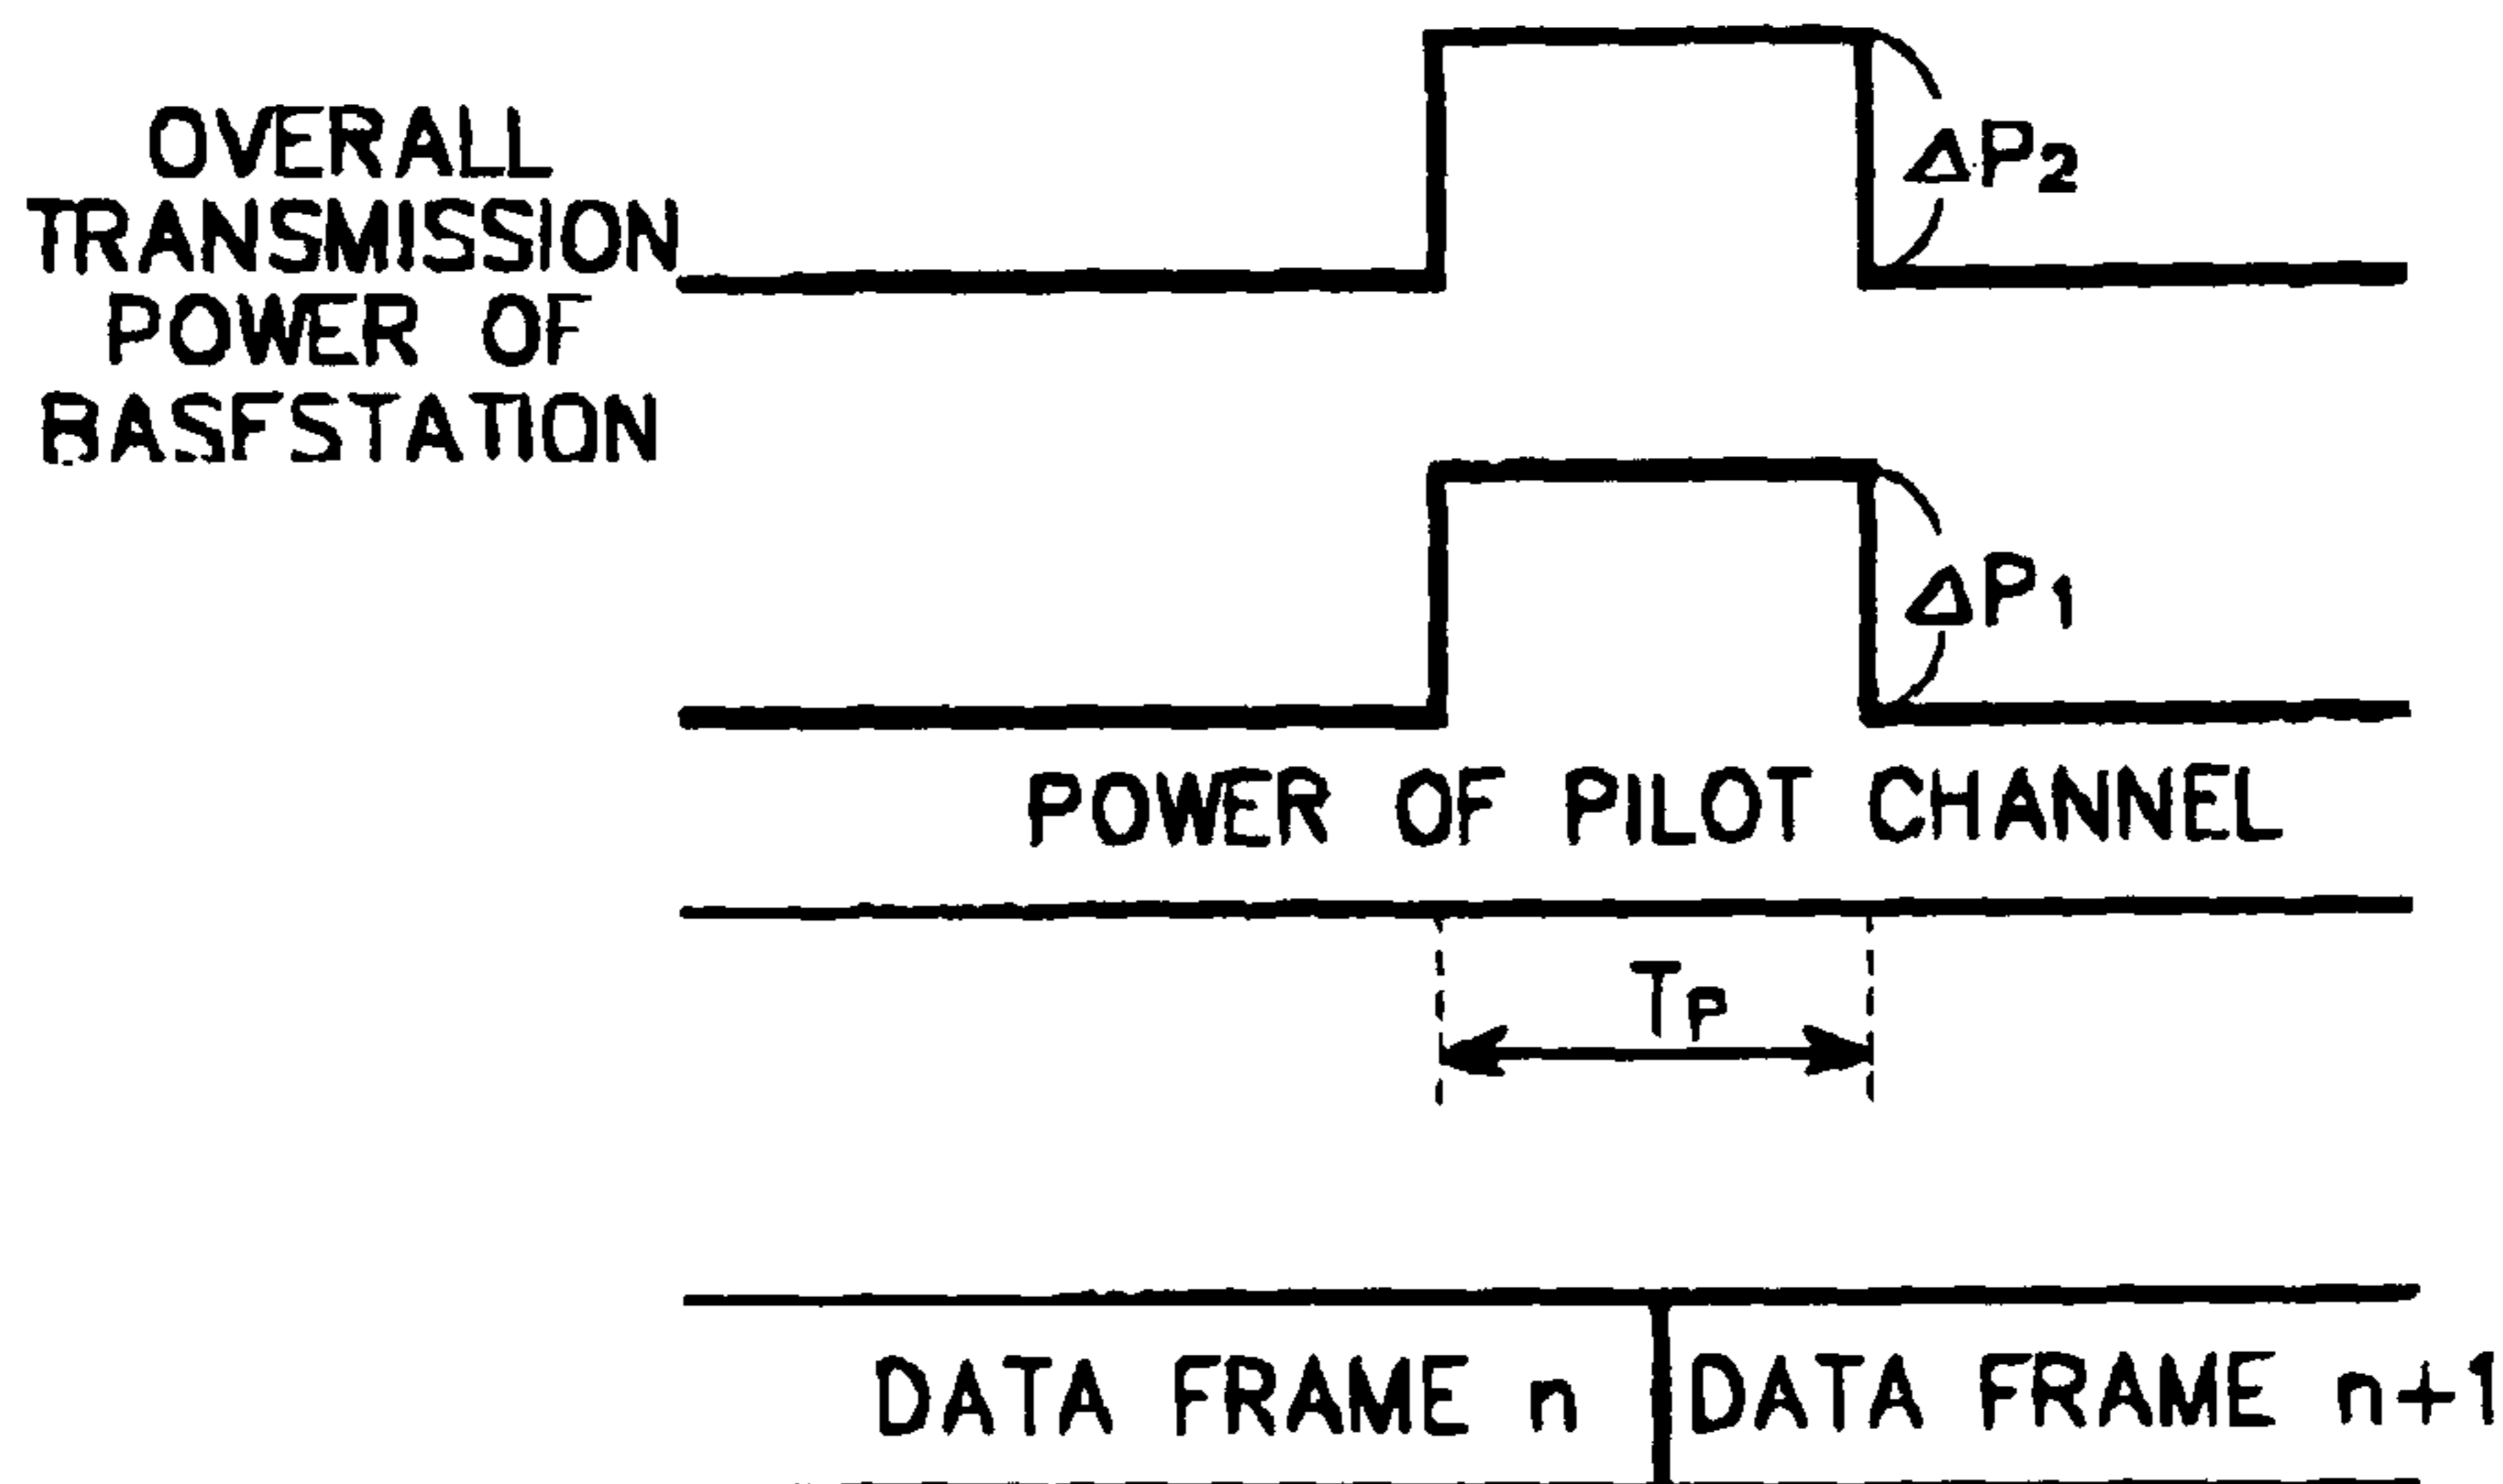 OVERALL
TRANSMISSION
POWER OF
BASFSTATION
ΔP2
ΔP1
POWER OF PILOT CHANNEL
TP
DATA FRAME n
DATA FRAME n+1